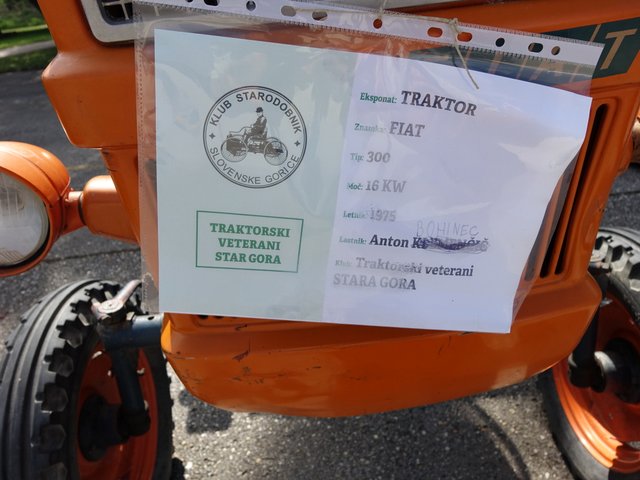 KLUB STARODOBNIK
SLOVENSKE GORICE
TRAKTORSKI
VETERANI
STAR GORA
Eksponat: TRAKTOR
Znamka: FIAT
Tip: 300
Moč: 16 KW
Letnik: 1975
BOHINEC
Lastnik: Anton
Klub: Traktorski veterani
STARA GORA